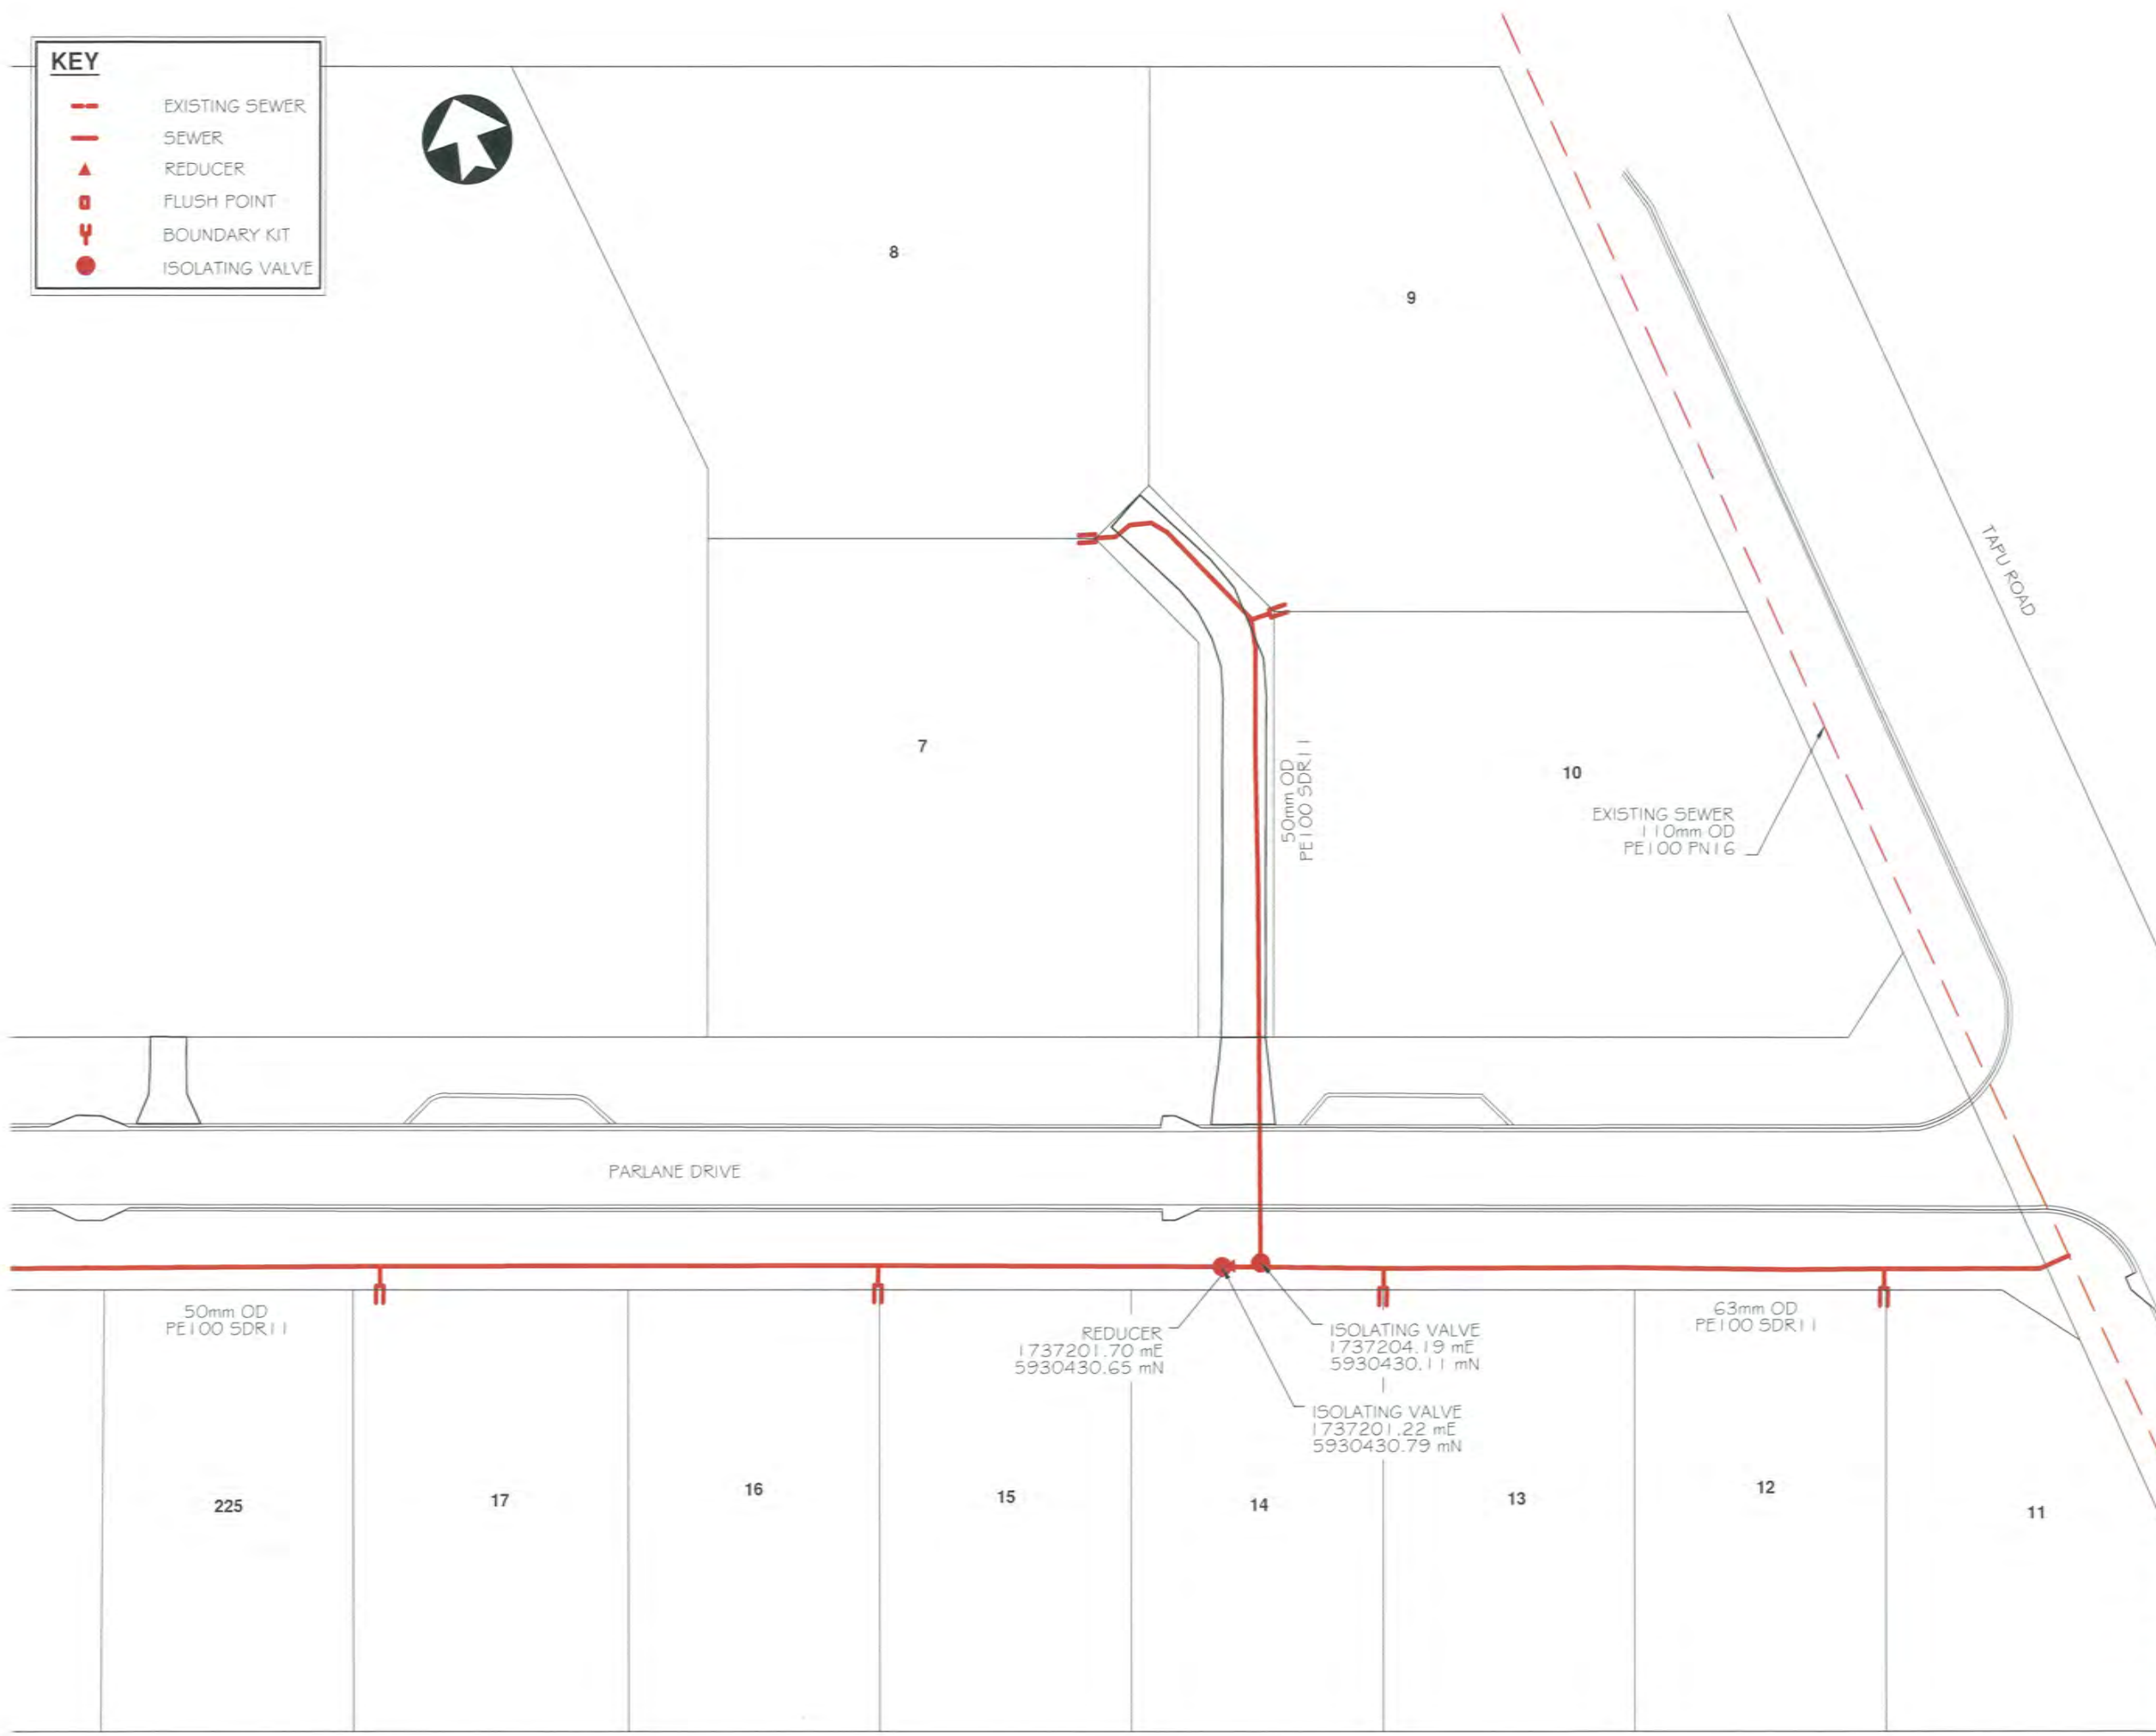 KEY
EXISTING SEWER
SEWER
REDUCER
FLUSH POINT
BOUNDARY KIT
ISOLATING VALVE
8
9
TAPU ROAD
7
50mm OD
PE100 SDR11
10
EXISTING SEWER
110mm OD
PE100 PN16
PARLANE DRIVE
50mm OD
PE100 SDR11
REDUCER
1737201.70 mE
5930430.65 mN
ISOLATING VALVE
1737204.19 mE
5930430.11 mN
63mm OD
PE100 SDR11
ISOLATING VALVE
1737201.22 mE
5930430.79 mN
225
17
16
15
14
13
12
11